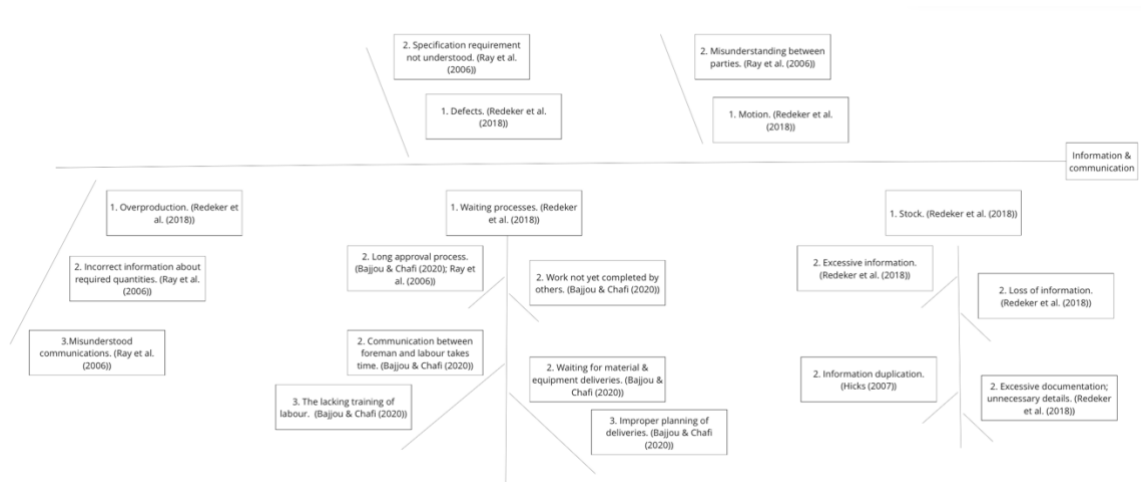 2. Specification requirement
not understood. (Ray et al.
(2006))
2. Misunderstanding between
parties. (Ray et al. (2006))
1. Defects. (Redeker et al.
(2018))
1. Motion. (Redeker et al.
(2018))
Information &
communication
1. Overproduction. (Redeker et
al. (2018))
2. Incorrect information about
required quantities. (Ray et al.
(2006))
3.Misunderstood
communications. (Ray et al.
(2006))
1. Waiting processes. (Redeker
et al. (2018))
2. Long approval process.
(Bajjou & Chafi (2020); Ray et
al. (2006))
2. Work not yet completed by
others. (Bajjou & Chafi (2020))
2. Communication between
foreman and labour takes
time. (Bajjou & Chafi (2020))
3. The lacking training of
labour. (Bajjou & Chafi (2020))
2. Waiting for material &
equipment deliveries. (Bajjou &
Chafi (2020))
3. Improper planning of
deliveries. (Bajjou & Chafi
(2020))
1. Stock. (Redeker et al. (2018))
2. Excessive information.
(Redeker et al. (2018))
2. Loss of information.
(Redeker et al. (2018))
2. Information duplication.
(Hicks (2007))
2. Excessive documentation;
unnecessary details. (Redeker
et al. (2018))